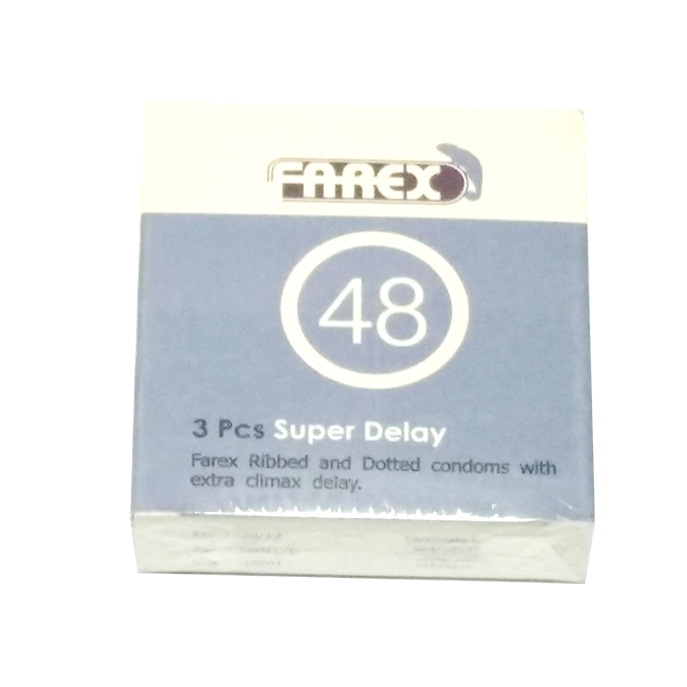 FAREX
48
3 Pcs Super Delay
Farex Ribbed and Dotted condoms with
extra climax delay.